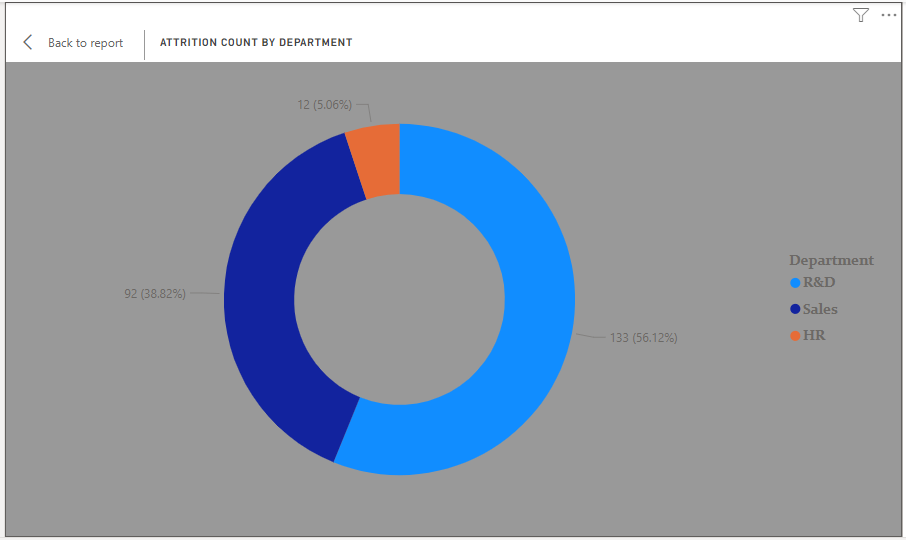 Back to report
ATTRITION COUNT BY DEPARTMENT
12 (5.06%)
92 (38.82%)
133 (56.12%)
Department
R&D
Sales
HR